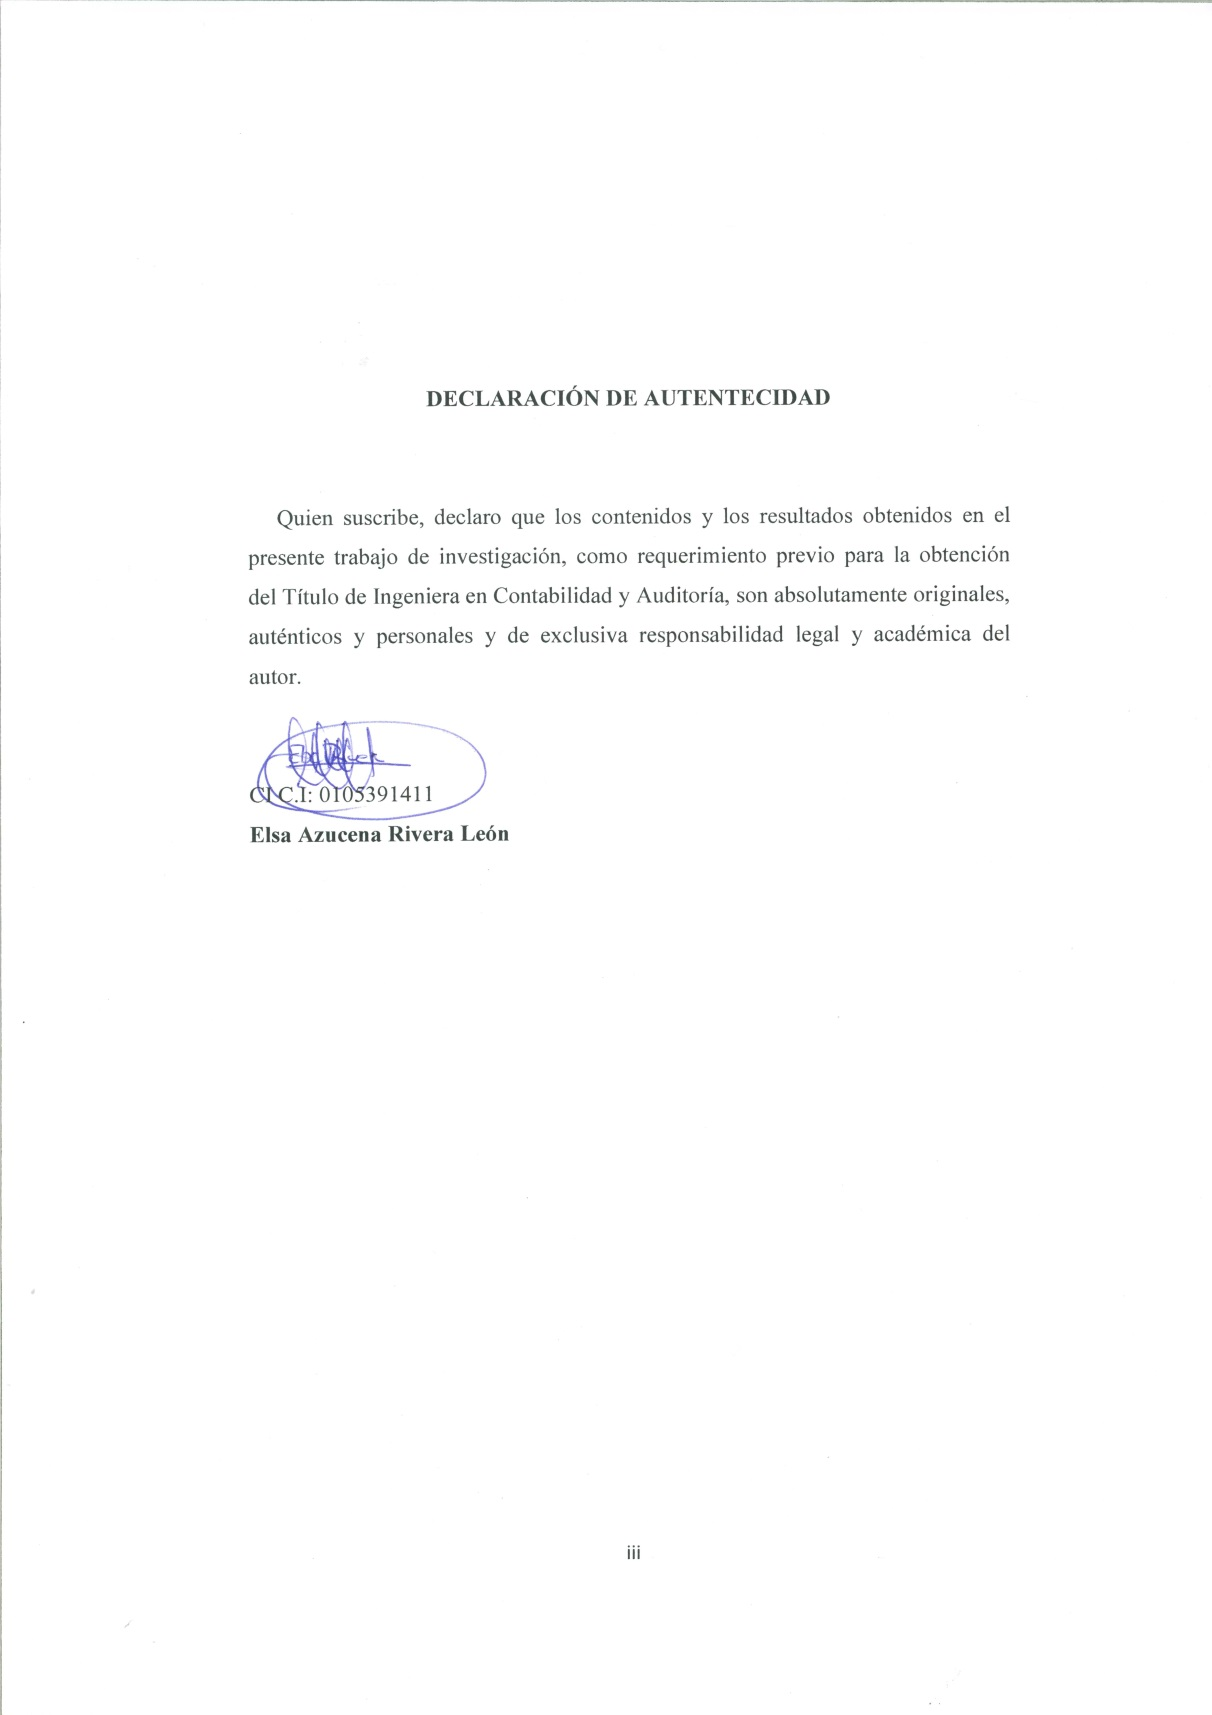 DECLARACIÓN DE AUTENTECIDAD
Quien suscribe, declaro que los contenidos y los resultados obtenidos en el
presente trabajo de investigación, como requerimiento previo para la obtención
del Título de Ingeniera en Contabilidad y Auditoría, son absolutamente originales,
auténticos y personales y de exclusiva responsabilidad legal y académica del
autor.
CI C.I: 0105391411
Elsa Azucena Rivera León
iii